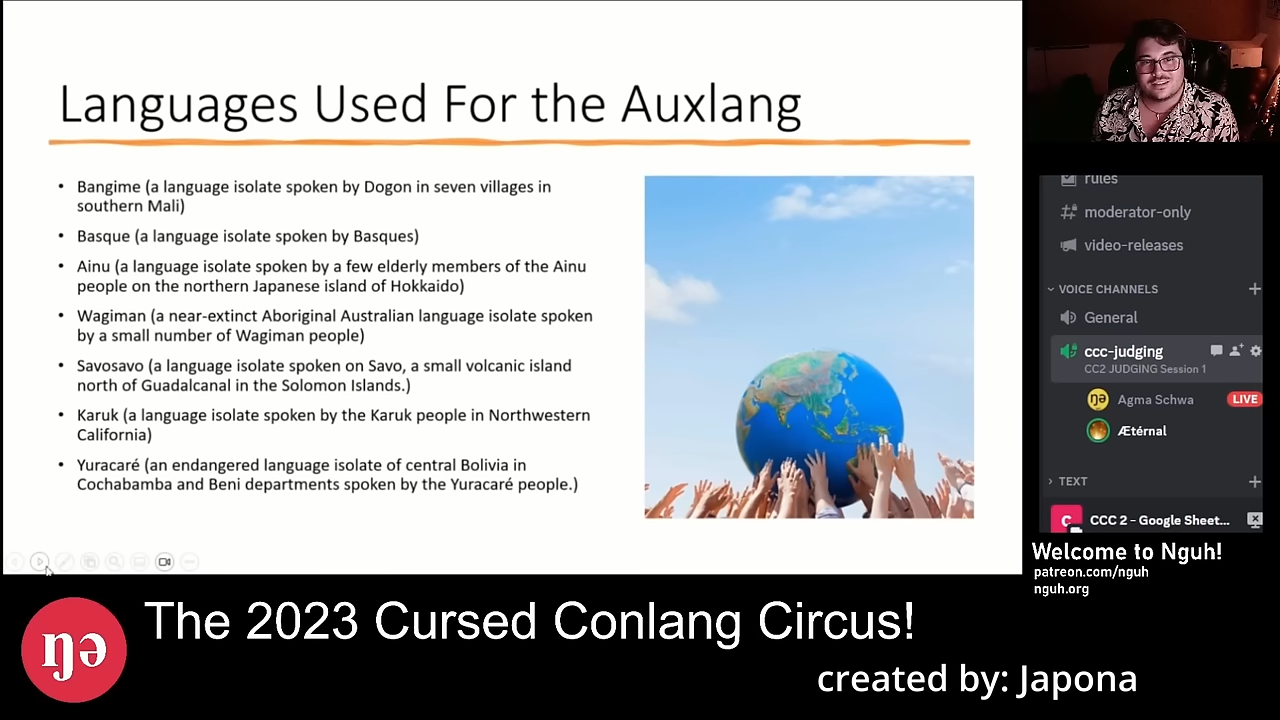 Languages Used For the Auxlang
• Bangime (a language isolate spoken by Dogon in seven villages in
southern Mali)
• Basque (a language isolate spoken by Basques)
• Ainu (a language isolate spoken by a few elderly members of the Ainu
people on the northern Japanese island of Hokkaido)
• Wagiman (a near-extinct Aboriginal Australian language isolate spoken
by a small number of Wagiman people)
• Savosavo (a language isolate spoken on Savo, a small volcanic island
north of Guadalcanal in the Solomon Islands.)
• Karuk (a language isolate spoken by the Karuk people in Northwestern
California)
• Yuracaré (an endangered language isolate of central Bolivia in
Cochabamba and Beni departments spoken by the Yuracaré people.)
rules
moderator-only
video-releases
VOICE CHANNELS
General
ccc-judging
CC2 JUDGING Session 1
ŋə
Agma Schwa
LIVE
Ætérnal
TEXT
C
CCC 2 - Google Sheet...
Welcome to Nguh!
patreon.com/nguh
nguh.org
ŋə
The 2023 Cursed Conlang Circus!
created by: Japona